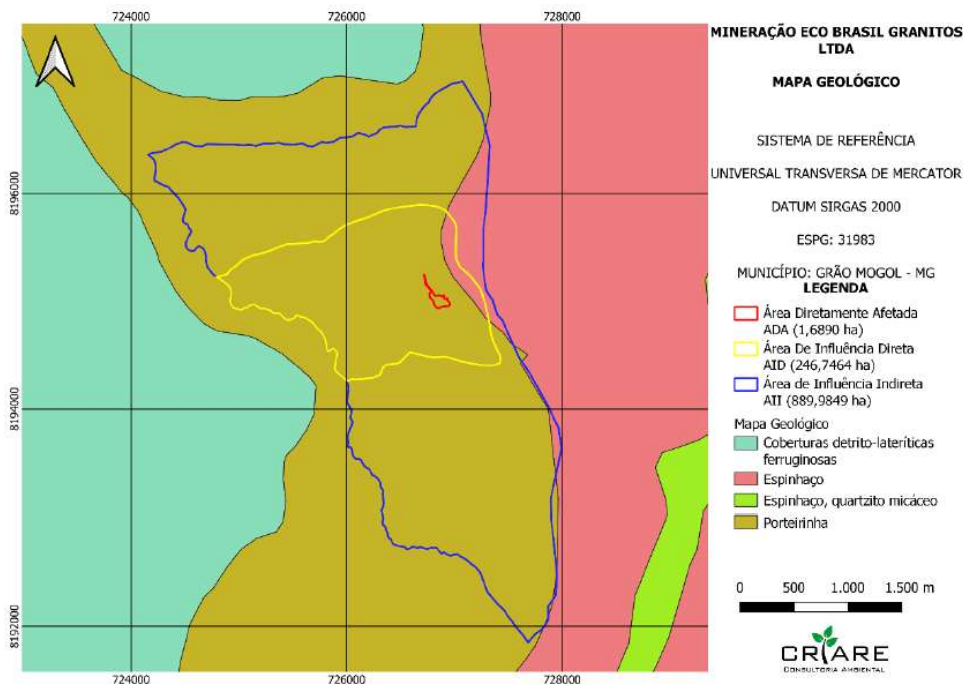 724000
726000
728000
8196000
8194000
8192000
724000
726000
728000
MINERAÇÃO ECO BRASIL GRANITOS
LTDA
MAPA GEOLÓGICO
SISTEMA DE REFERÊNCIA
UNIVERSAL TRANSVERSA DE MERCATOR
DATUM SIRGAS 2000
ESPG: 31983
MUNICÍPIO: GRÃO MOGOL - MG
LEGENDA
Área Diretamente Afetada
ADA (1,6890 ha)
Área De Influência Direta
AID (246,7464 ha)
Área de Influência Indireta
AII (889,9849 ha)
Mapa Geológico
Coberturas detrito-lateríticas
ferruginosas
Espinhaço
Espinhaço, quartzito micáceo
Porteirinha
0 500 1.000 1.500 m
CRIARE
CONSULTORIA AMBIENTAL